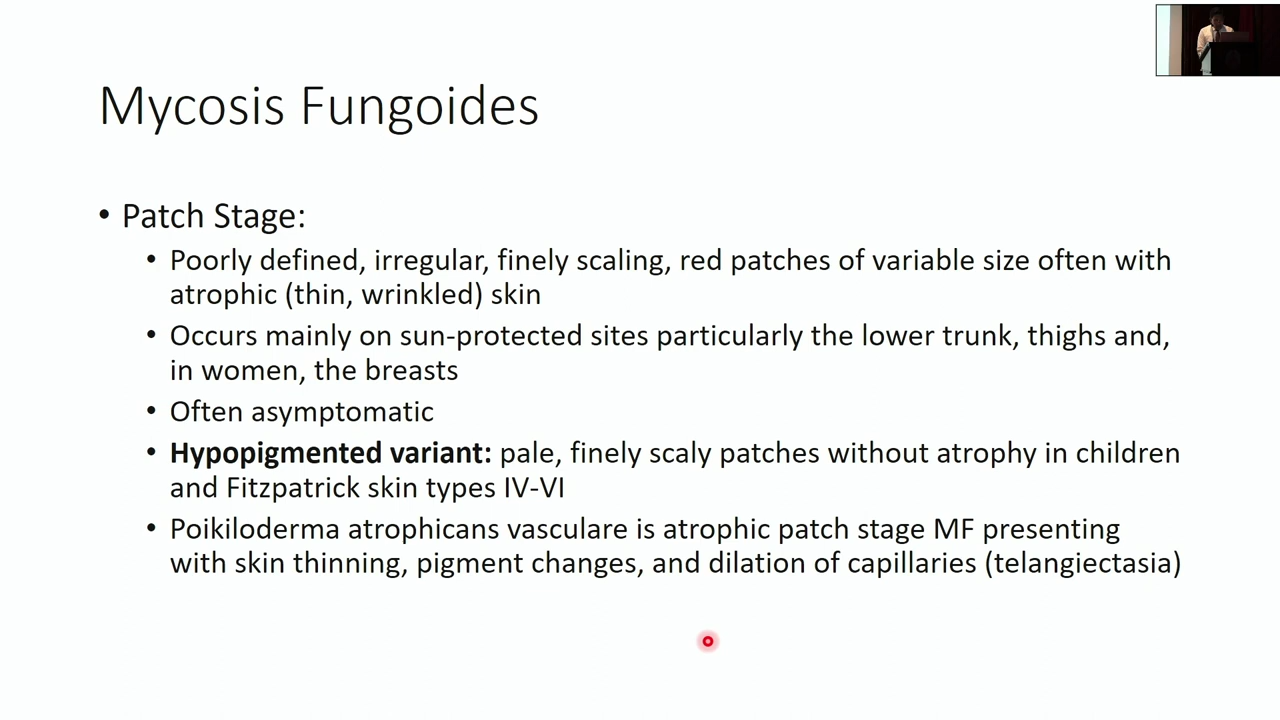 Mycosis Fungoides
• Patch Stage:
• Poorly defined, irregular, finely scaling, red patches of variable size often with
atrophic (thin, wrinkled) skin
• Occurs mainly on sun-protected sites particularly the lower trunk, thighs and,
in women, the breasts
• Often asymptomatic
• Hypopigmented variant: pale, finely scaly patches without atrophy in children
and Fitzpatrick skin types IV-VI
• Poikiloderma atrophicans vasculare is atrophic patch stage MF presenting
with skin thinning, pigment changes, and dilation of capillaries (telangiectasia)